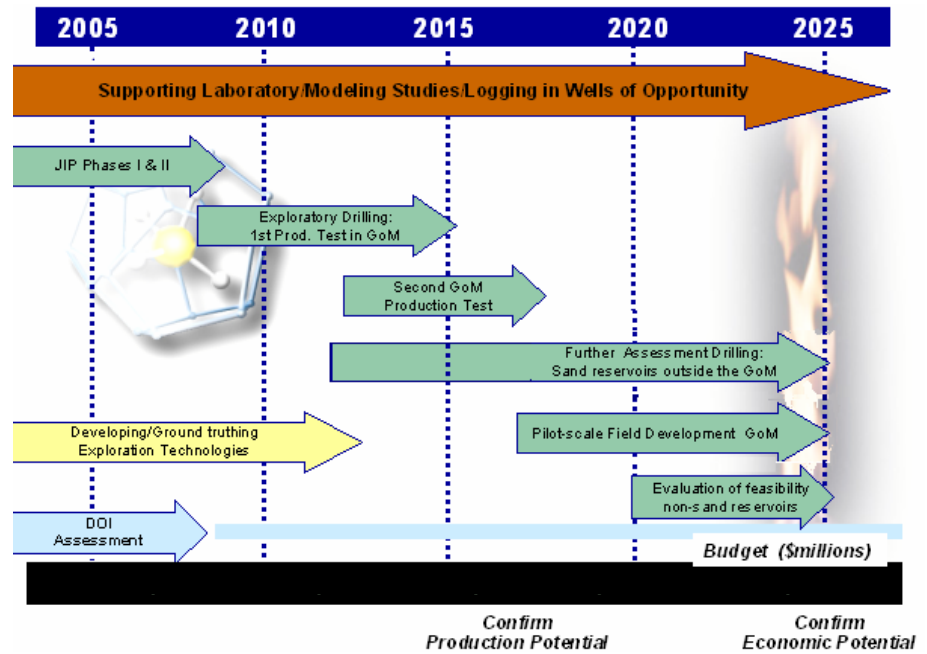 2005 2010 2015 2020 2025
Supporting Laboratory/Modeling Studies/Logging in Wells of Opportunity
JIP Phases I & II
Exploratory Drilling:
1st Prod. Test in GoM
Second GoM
Production Test
Further Assessment Drilling:
Sand reservoirs outside the GoM
Developing/Ground truthing
Exploration Technologies
Pilot-scale Field Development GoM
Evaluation of feasibility
non-sand reservoirs
DOI
Assessment
Budget ($millions)
Confirm
Production Potential
Confirm
Economic Potential